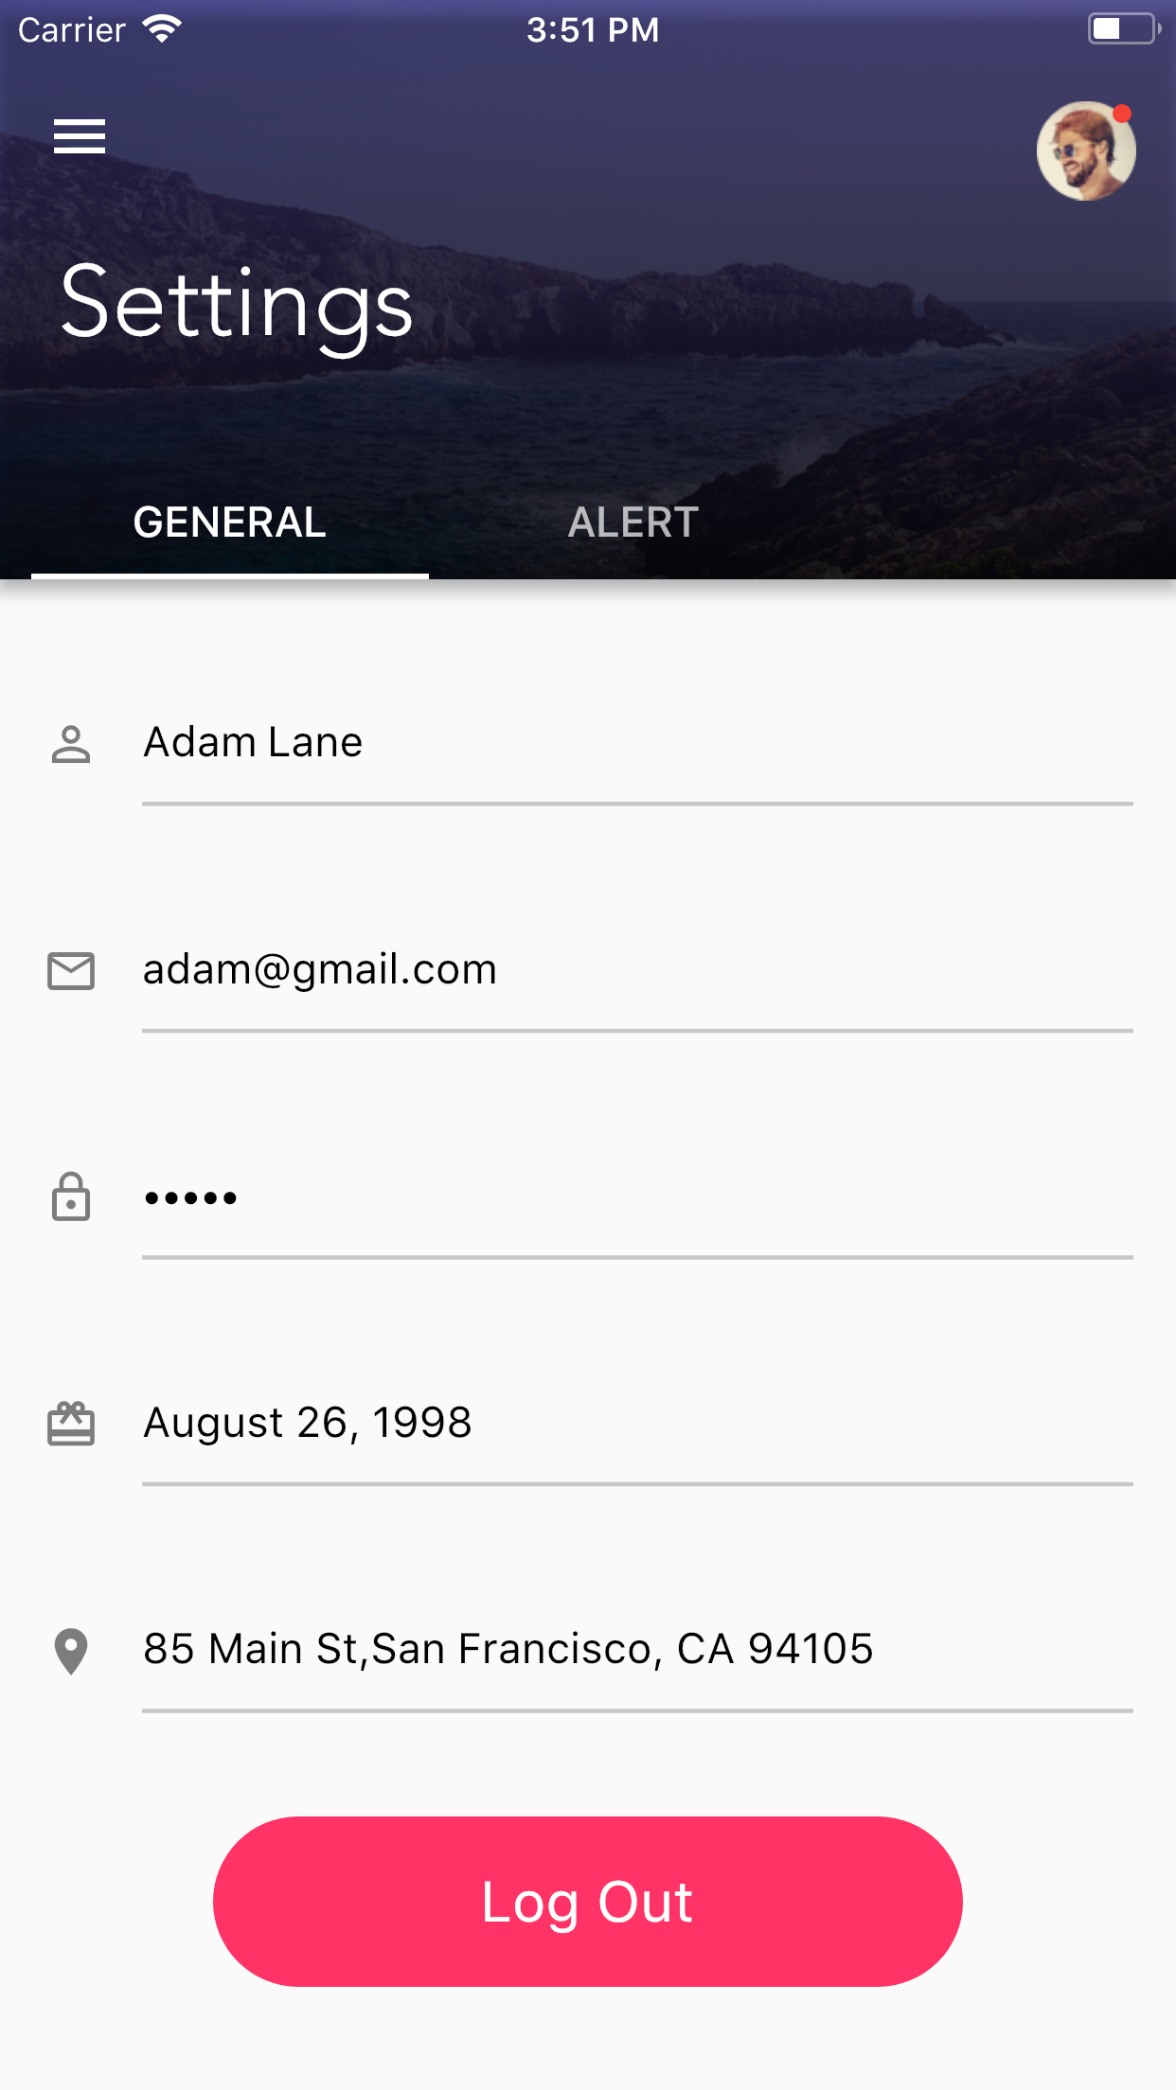 Carrier 3:51 PM
Settings
GENERAL ALERT
Adam Lane
adam@gmail.com
•••••
August 26, 1998
85 Main St,San Francisco, CA 94105
Log Out